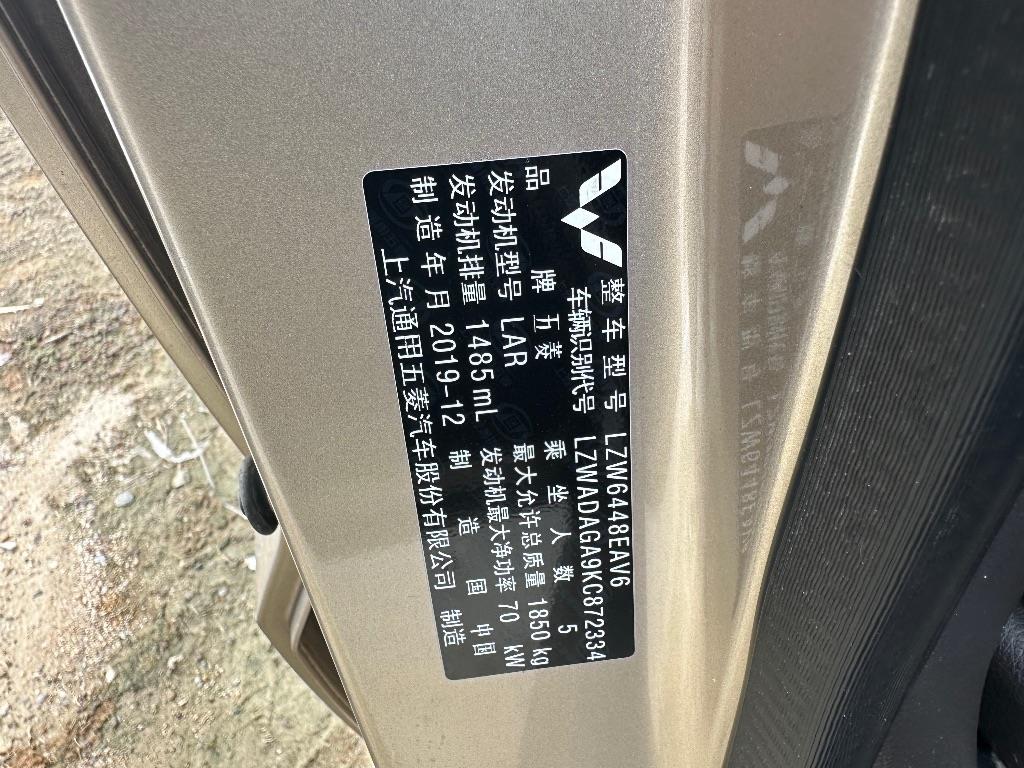 整车型号 LZW6448EAV6
车辆识别代号 LZWADAGA9KC872334
品牌 五菱 乘坐人数 5
发动机型号 LAR 最大允许总质量 1850 kg
发动机排量 1485 mL 发动机最大净功率 70 kW
制造年月 2019-12 制造国 中国
上汽通用五菱汽车股份有限公司 制造